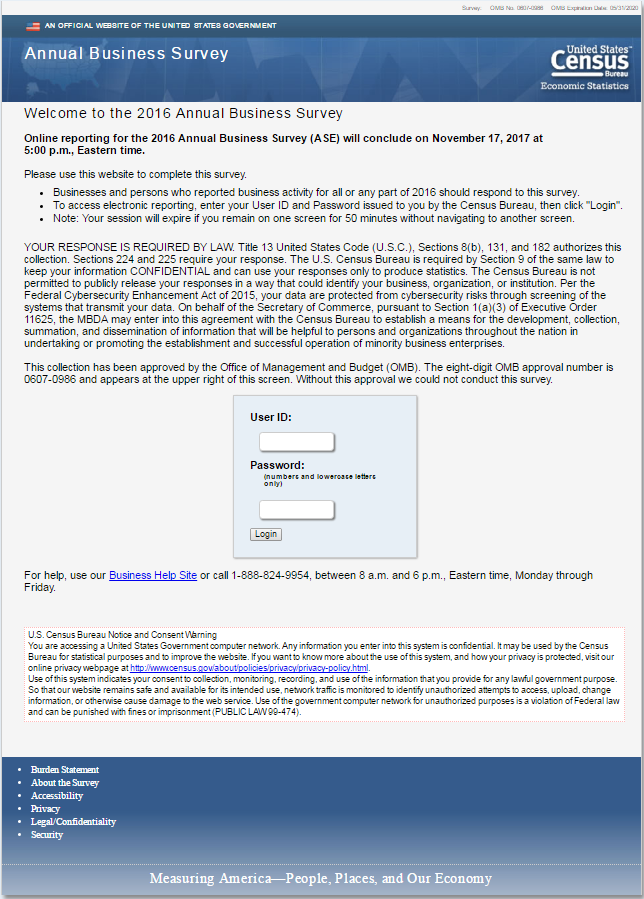 Survey: OMB No. 0607-0986 OMB Expiration Date: 05/31/2020
AN OFFICIAL WEBSITE OF THE UNITED STATES GOVERNMENT
Annual Business Survey
United States™
Census
Bureau
Economic Statistics
Welcome to the 2016 Annual Business Survey
Online reporting for the 2016 Annual Business Survey (ASE) will conclude on November 17, 2017 at
5:00 p.m., Eastern time.
Please use this website to complete this survey.
• Businesses and persons who reported business activity for all or any part of 2016 should respond to this survey.
• To access electronic reporting, enter your User ID and Password issued to you by the Census Bureau, then click "Login".
• Note: Your session will expire if you remain on one screen for 50 minutes without navigating to another screen.
YOUR RESPONSE IS REQUIRED BY LAW. Title 13 United States Code (U.S.C.), Sections 8(b), 131, and 182 authorizes this
collection. Sections 224 and 225 require your response. The U.S. Census Bureau is required by Section 9 of the same law to
keep your information CONFIDENTIAL and can use your responses only to produce statistics. The Census Bureau is not
permitted to publicly release your responses in a way that could identify your business, organization, or institution. Per the
Federal Cybersecurity Enhancement Act of 2015, your data are protected from cybersecurity risks through screening of the
systems that transmit your data. On behalf of the Secretary of Commerce, pursuant to Section 1(a)(3) of Executive Order
11625, the MBDA may enter into this agreement with the Census Bureau to establish a means for the development, collection,
summation, and dissemination of information that will be helpful to persons and organizations throughout the nation in
undertaking or promoting the establishment and successful operation of minority business enterprises.
This collection has been approved by the Office of Management and Budget (OMB). The eight-digit OMB approval number is
0607-0986 and appears at the upper right of this screen. Without this approval we could not conduct this survey.
User ID:
Password:
(numbers and lowercase letters
only)
Login
For help, use our Business Help Site or call 1-888-824-9954, between 8 a.m. and 6 p.m., Eastern time, Monday through
Friday.
U.S. Census Bureau Notice and Consent Warning
You are accessing a United States Government computer network. Any information you enter into this system is confidential. It may be used by the Census
Bureau for statistical purposes and to improve the website. If you want to know more about the use of this system, and how your privacy is protected, visit our
online privacy webpage at http://www.census.gov/about/policies/privacy/privacy-policy.html.
Use of this system indicates your consent to collection, monitoring, recording, and use of the information that you provide for any lawful government purpose.
So that our website remains safe and available for its intended use, network traffic is monitored to identify unauthorized attempts to access, upload, change
information, or otherwise cause damage to the web service. Use of the government computer network for unauthorized purposes is a violation of Federal law
and can be punished with fines or imprisonment (PUBLIC LAW 99-474).
• Burden Statement
• About the Survey
• Accessibility
• Privacy
• Legal/Confidentiality
• Security
Measuring America—People, Places, and Our Economy